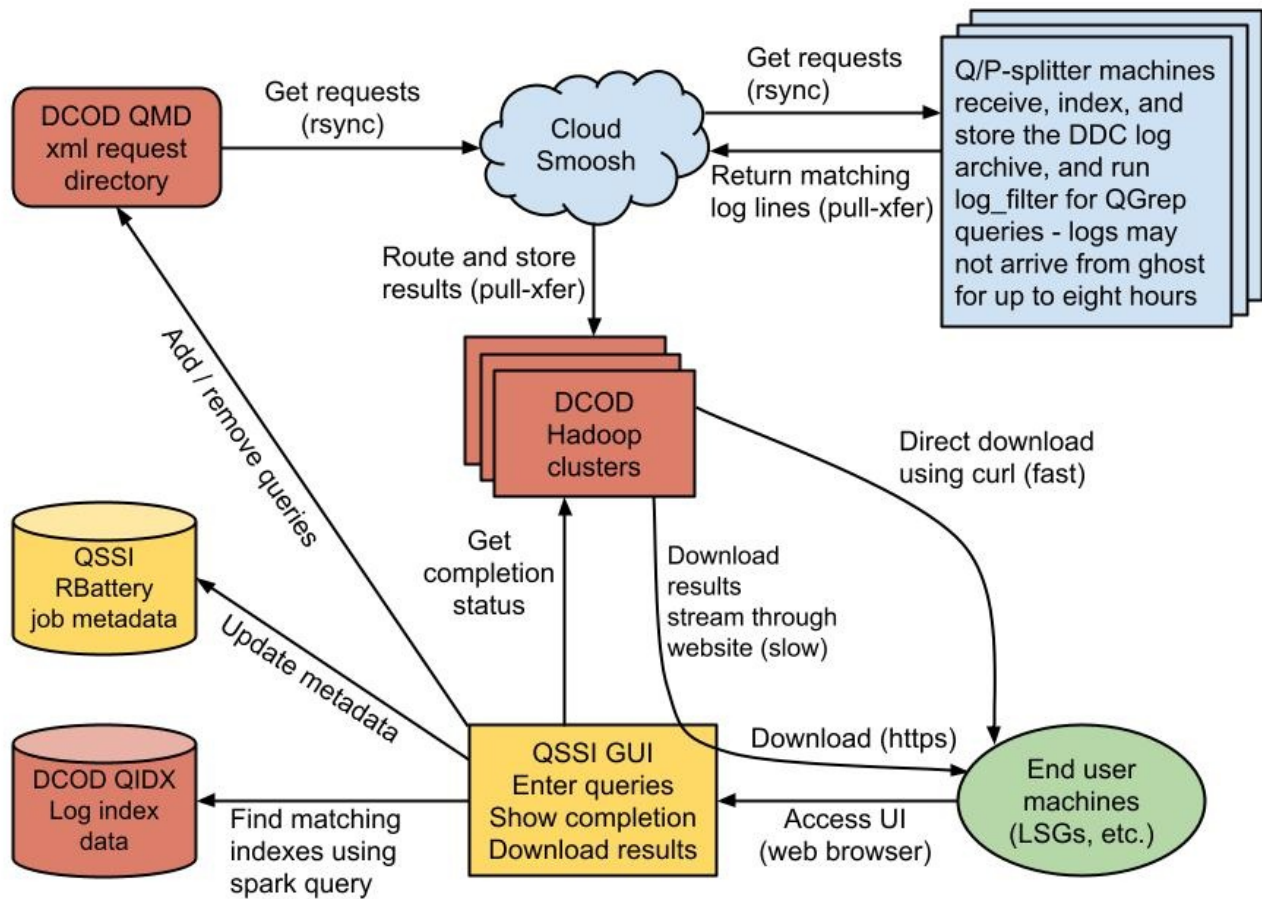 DCOD QMD
xml request
directory
Get requests
(rsync)
Cloud
Smoosh
Get requests
(rsync)
Return matching
log lines (pull-xfer)
Q/P-splitter machines
receive, index, and
store the DDC log
archive, and run
log_filter for QGrep
queries - logs may
not arrive from ghost
for up to eight hours
Route and store
results (pull-xfer)
Add / remove queries
DCOD
Hadoop
clusters
Direct download
using curl (fast)
QSSI
RBattery
job metadata
Get
completion
status
Download
results
stream through
website (slow)
Update metadata
DCOD QIDX
Log index
data
Find matching
indexes using
spark query
QSSI GUI
Enter queries
Show completion
Download results
Download (https)
Access UI
(web browser)
End user
machines
(LSGs, etc.)